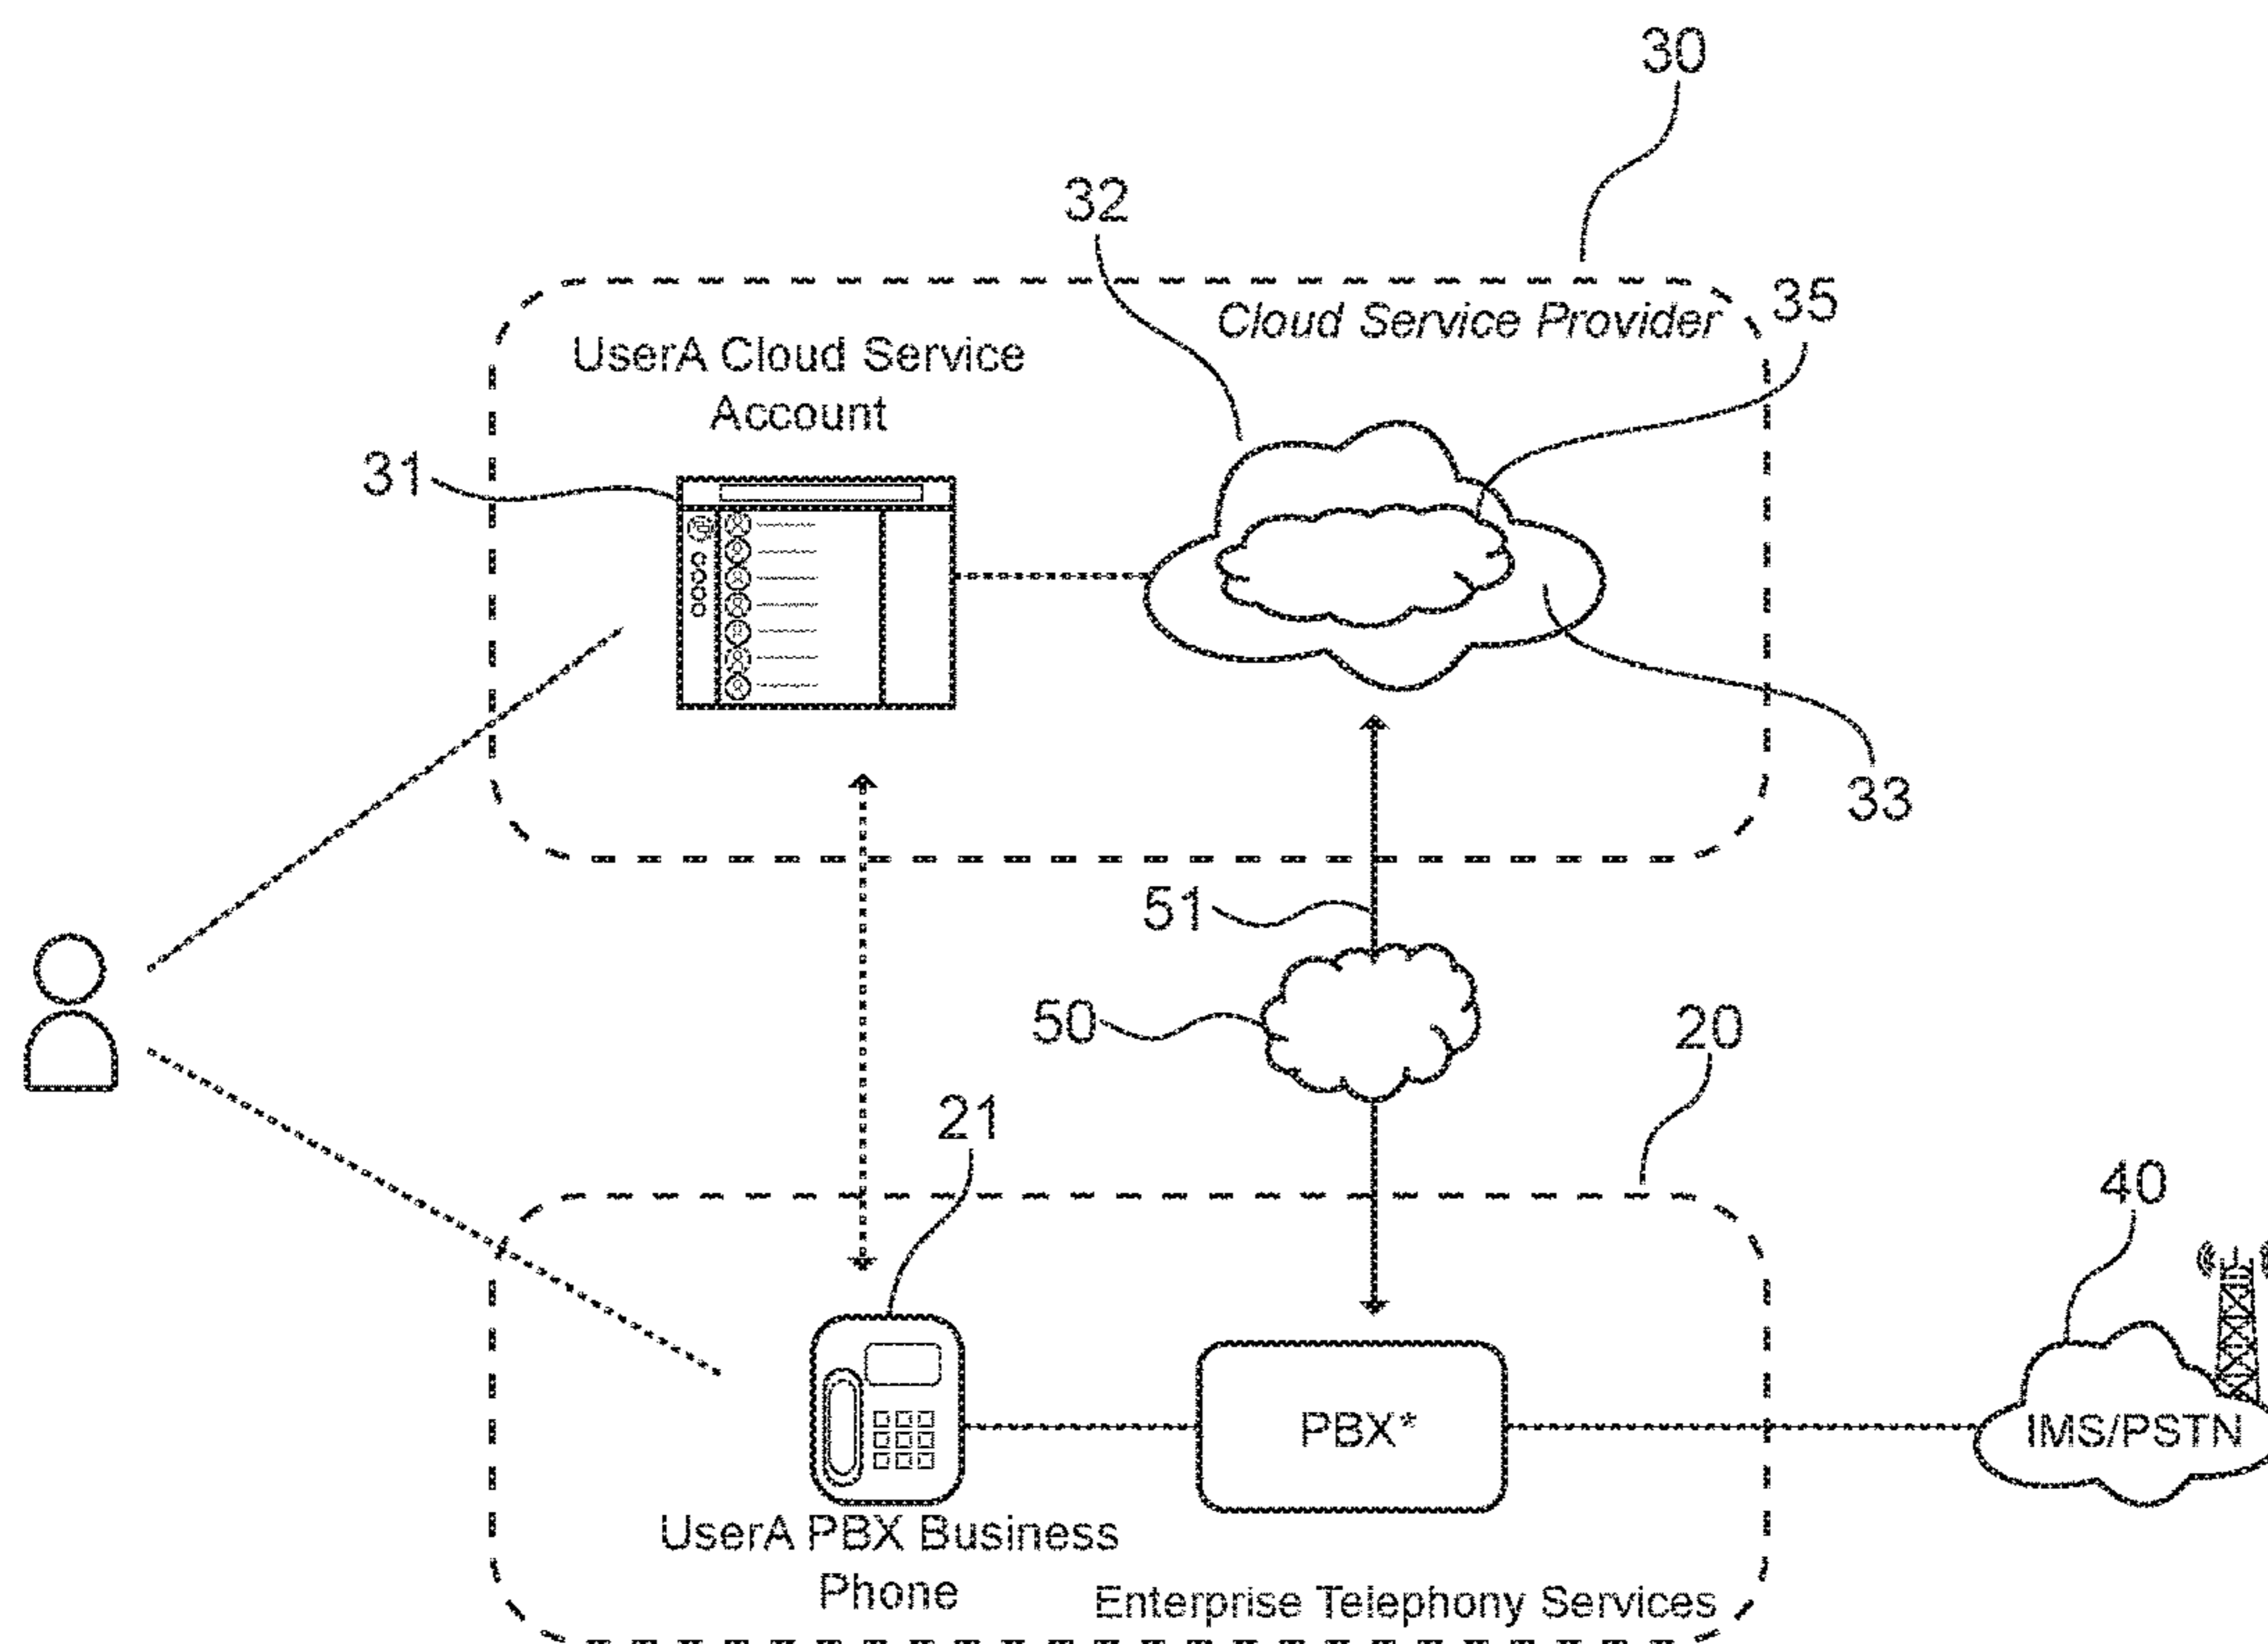 30
32
Cloud Service Provider
35
UserA Cloud Service
Account
31
33
51
50
20
21
40
PBX*
IMS/PSTN
UserA PBX Business
Phone
Enterprise Telephony Services